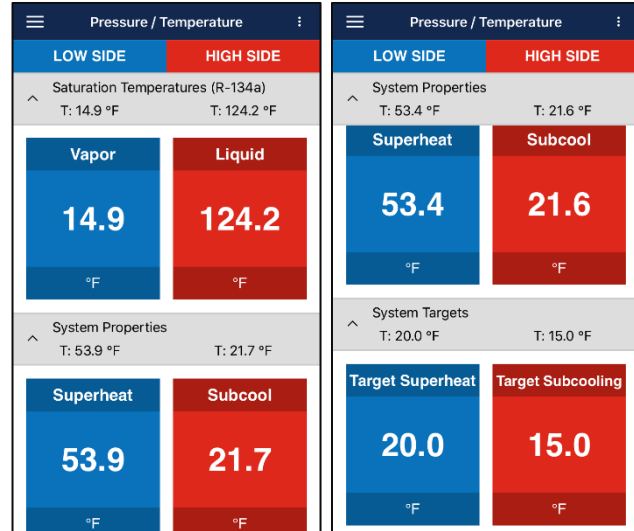 Pressure / Temperature
LOW SIDE HIGH SIDE
Saturation Temperatures (R-134a)
T: 14.9 °F T: 124.2 °F
Vapor Liquid
14.9 124.2
°F °F
System Properties
T: 53.9 °F T: 21.7 °F
Superheat Subcool
53.9 21.7
°F °F
Pressure / Temperature
LOW SIDE HIGH SIDE
System Properties
T: 53.4 °F T: 21.6 °F
Superheat Subcool
53.4 21.6
°F °F
System Targets
T: 20.0 °F T: 15.0 °F
Target Superheat Target Subcooling
20.0 15.0
°F °F